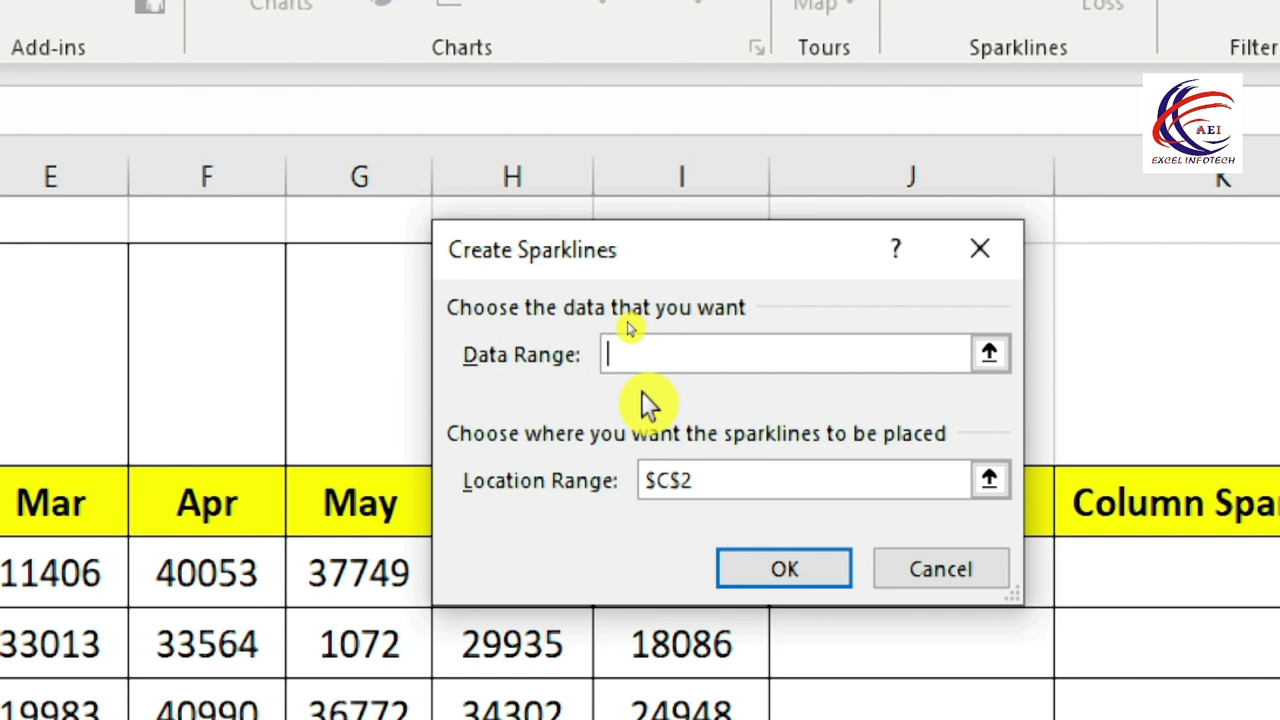 Charts
Map
Loss
Add-ins
Charts
Tours
Sparklines
Filter
AEI
EXCEL INFOTECH
E F G H I J K
Create Sparklines ?
Choose the data that you want
Data Range:
Choose where you want the sparklines to be placed
Location Range: $C$2
OK Cancel
Mar Apr May Column Spar
11406 40053 37749
33013 33564 1072 29935 18086
19983 40990 36772 34302 24948